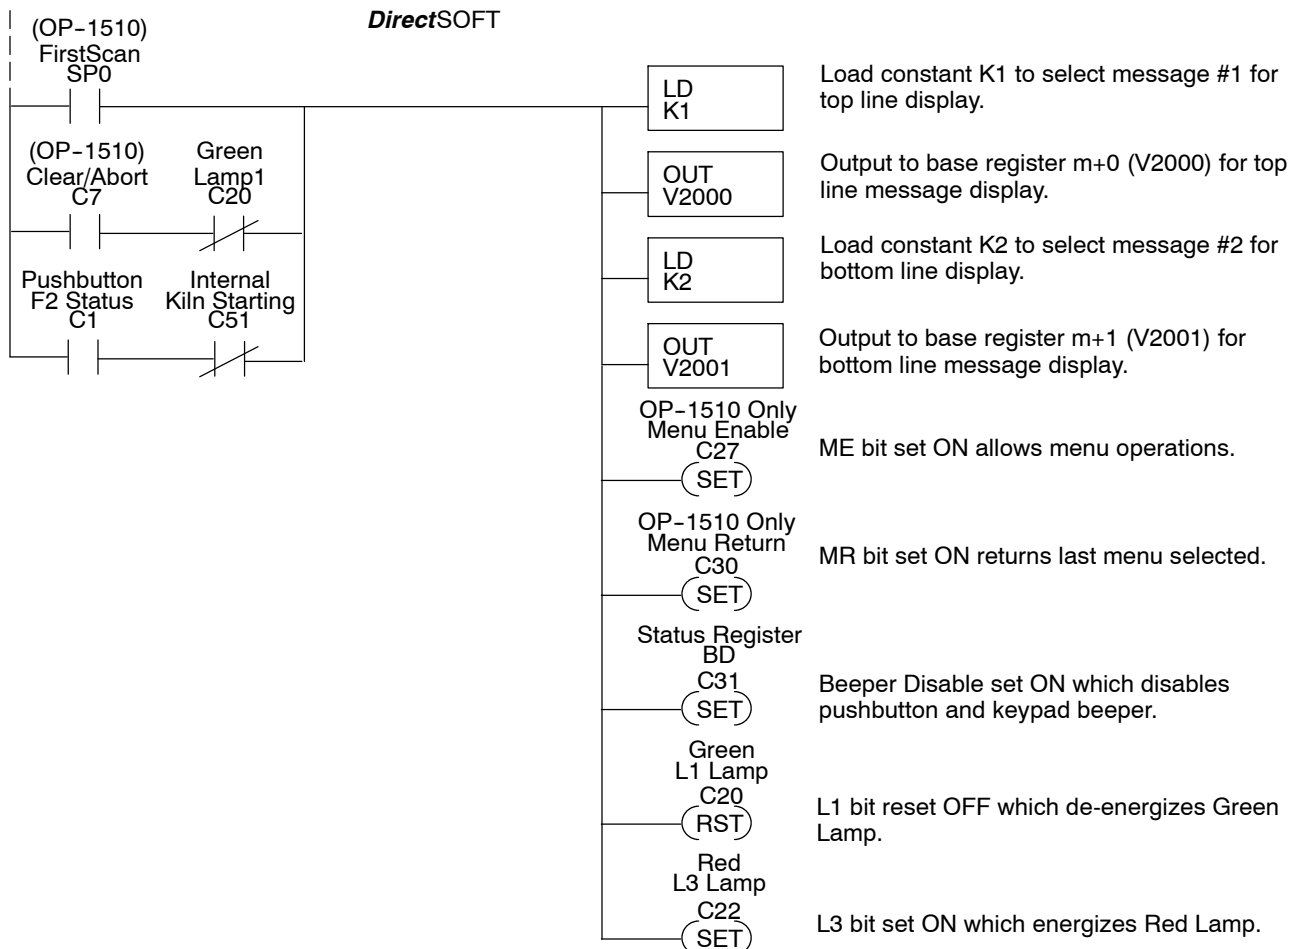 DirectSOFT
(OP-1510)
FirstScan
SP0
(OP-1510)
Clear/Abort
C7
Green
Lamp1
C20
Pushbutton
F2 Status
C1
Internal
Kiln Starting
C51
LD
K1
Load constant K1 to select message #1 for
top line display.
OUT
V2000
Output to base register m+0 (V2000) for top
line message display.
LD
K2
Load constant K2 to select message #2 for
bottom line display.
OUT
V2001
Output to base register m+1 (V2001) for
bottom line message display.
OP-1510 Only
Menu Enable
C27
SET
ME bit set ON allows menu operations.
OP-1510 Only
Menu Return
C30
SET
MR bit set ON returns last menu selected.
Status Register
BD
C31
SET
Beeper Disable set ON which disables
pushbutton and keypad beeper.
Green
L1 Lamp
C20
RST
L1 bit reset OFF which de-energizes Green
Lamp.
Red
L3 Lamp
C22
SET
L3 bit set ON which energizes Red Lamp.